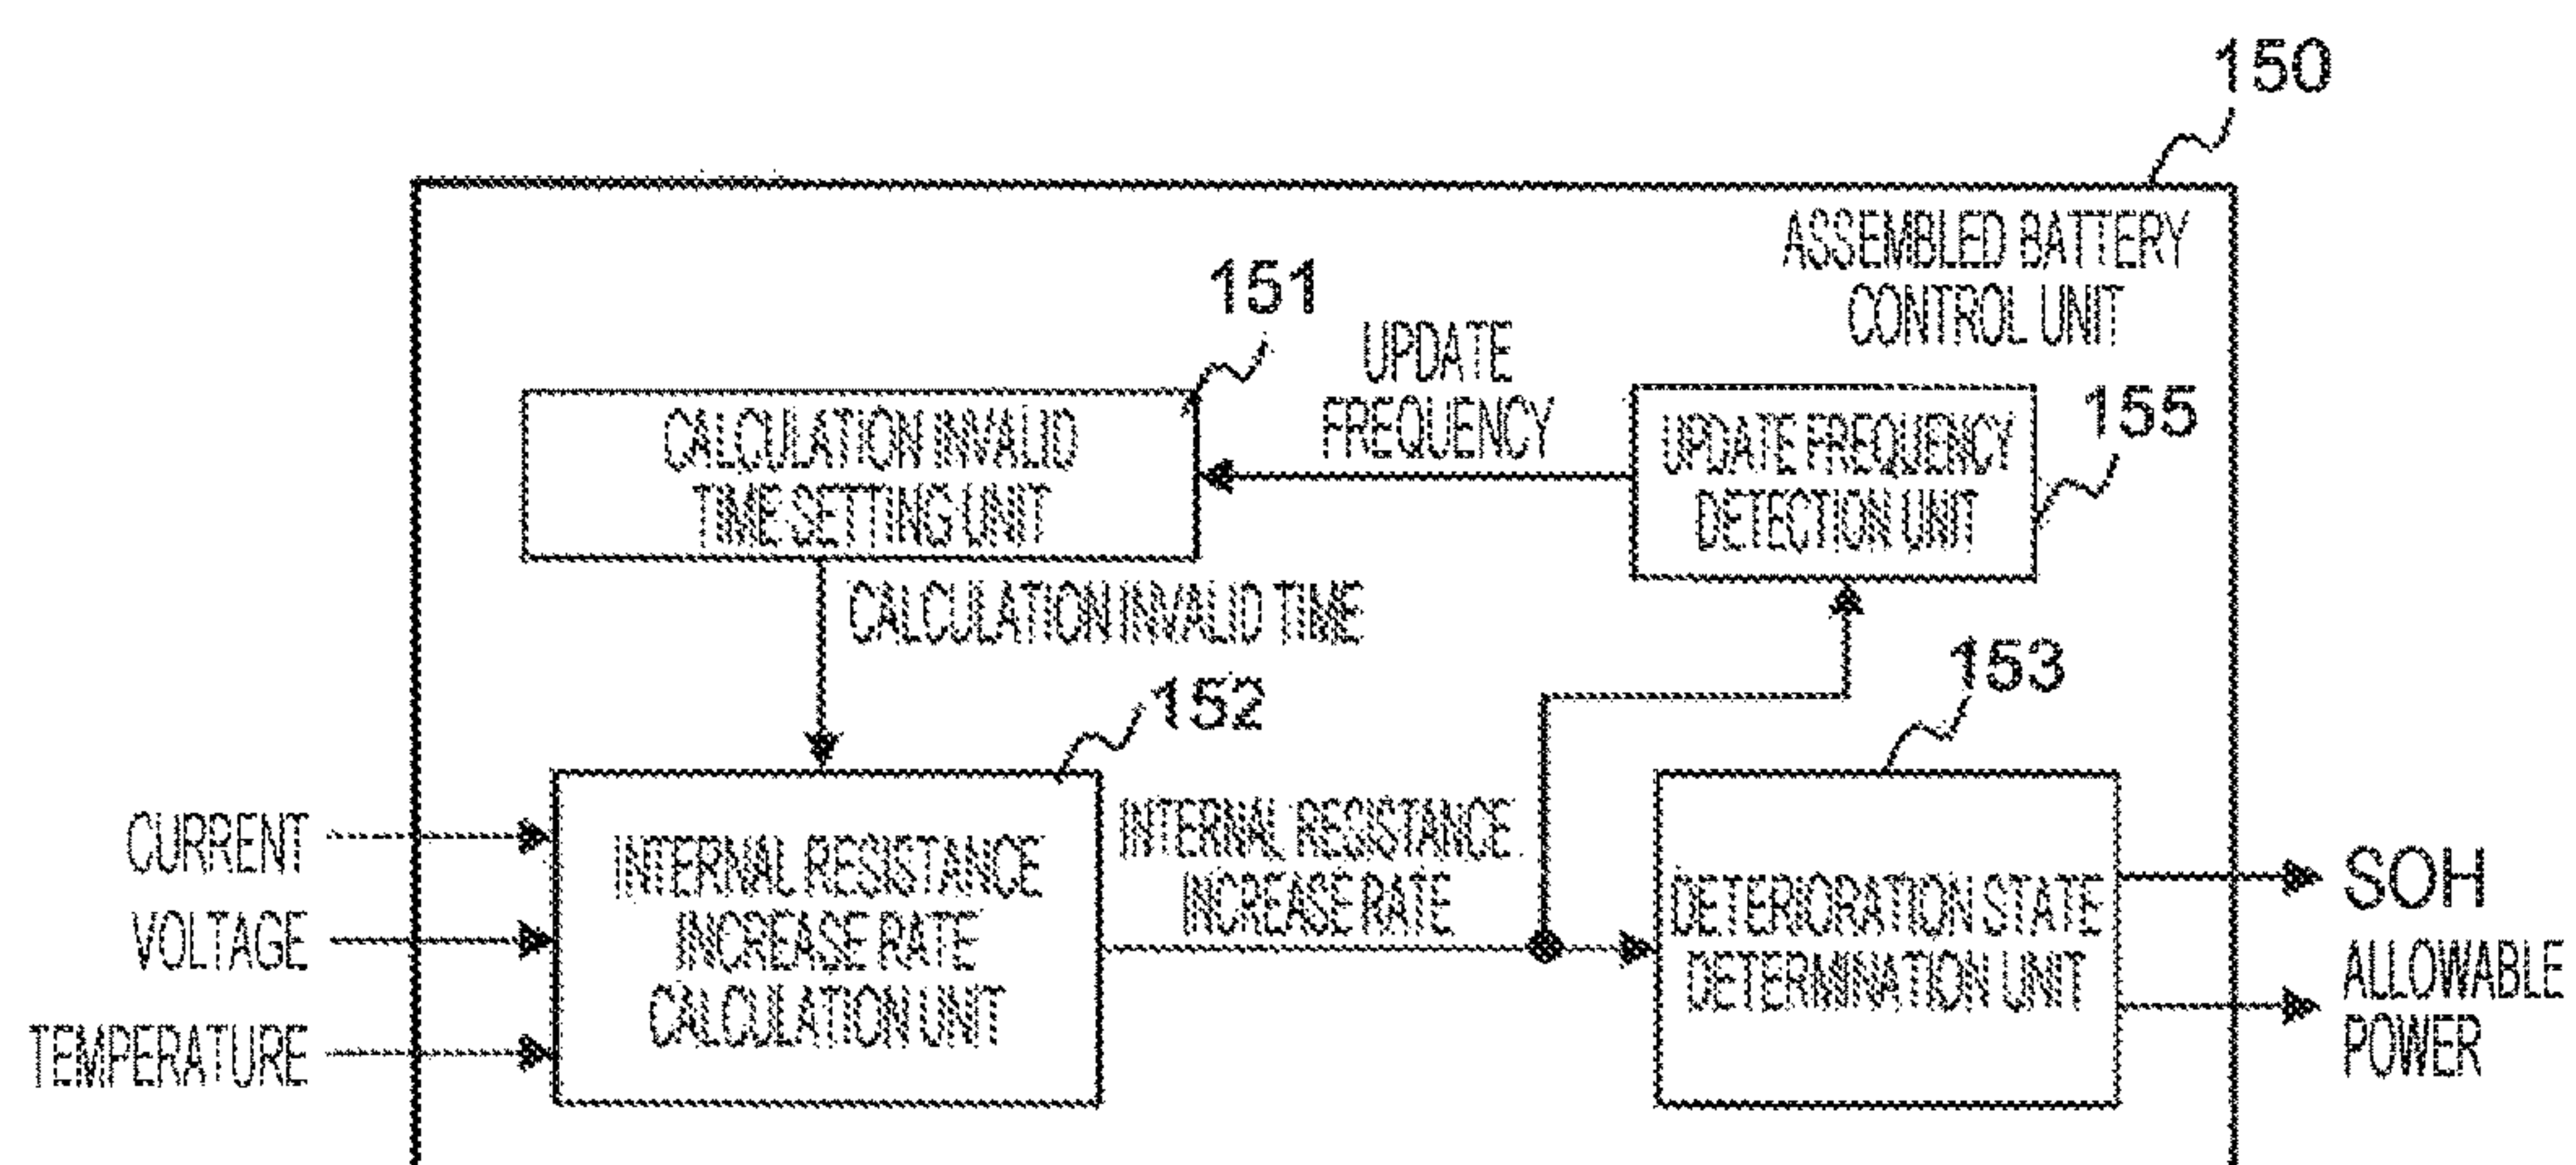 150
ASSEMBLED BATTERY
CONTROL UNIT
151
UPDATE
FREQUENCY
155
CALCULATION INVALID
TIME SETTING UNIT
UPDATE FREQUENCY
DETECTION UNIT
CALCULATION INVALID TIME
152
153
CURRENT
VOLTAGE
TEMPERATURE
INTERNAL RESISTANCE
INCREASE RATE
CALCULATION UNIT
INTERNAL RESISTANCE
INCREASE RATE
DETERIORATION STATE
DETERMINATION UNIT
SOH
ALLOWABLE
POWER